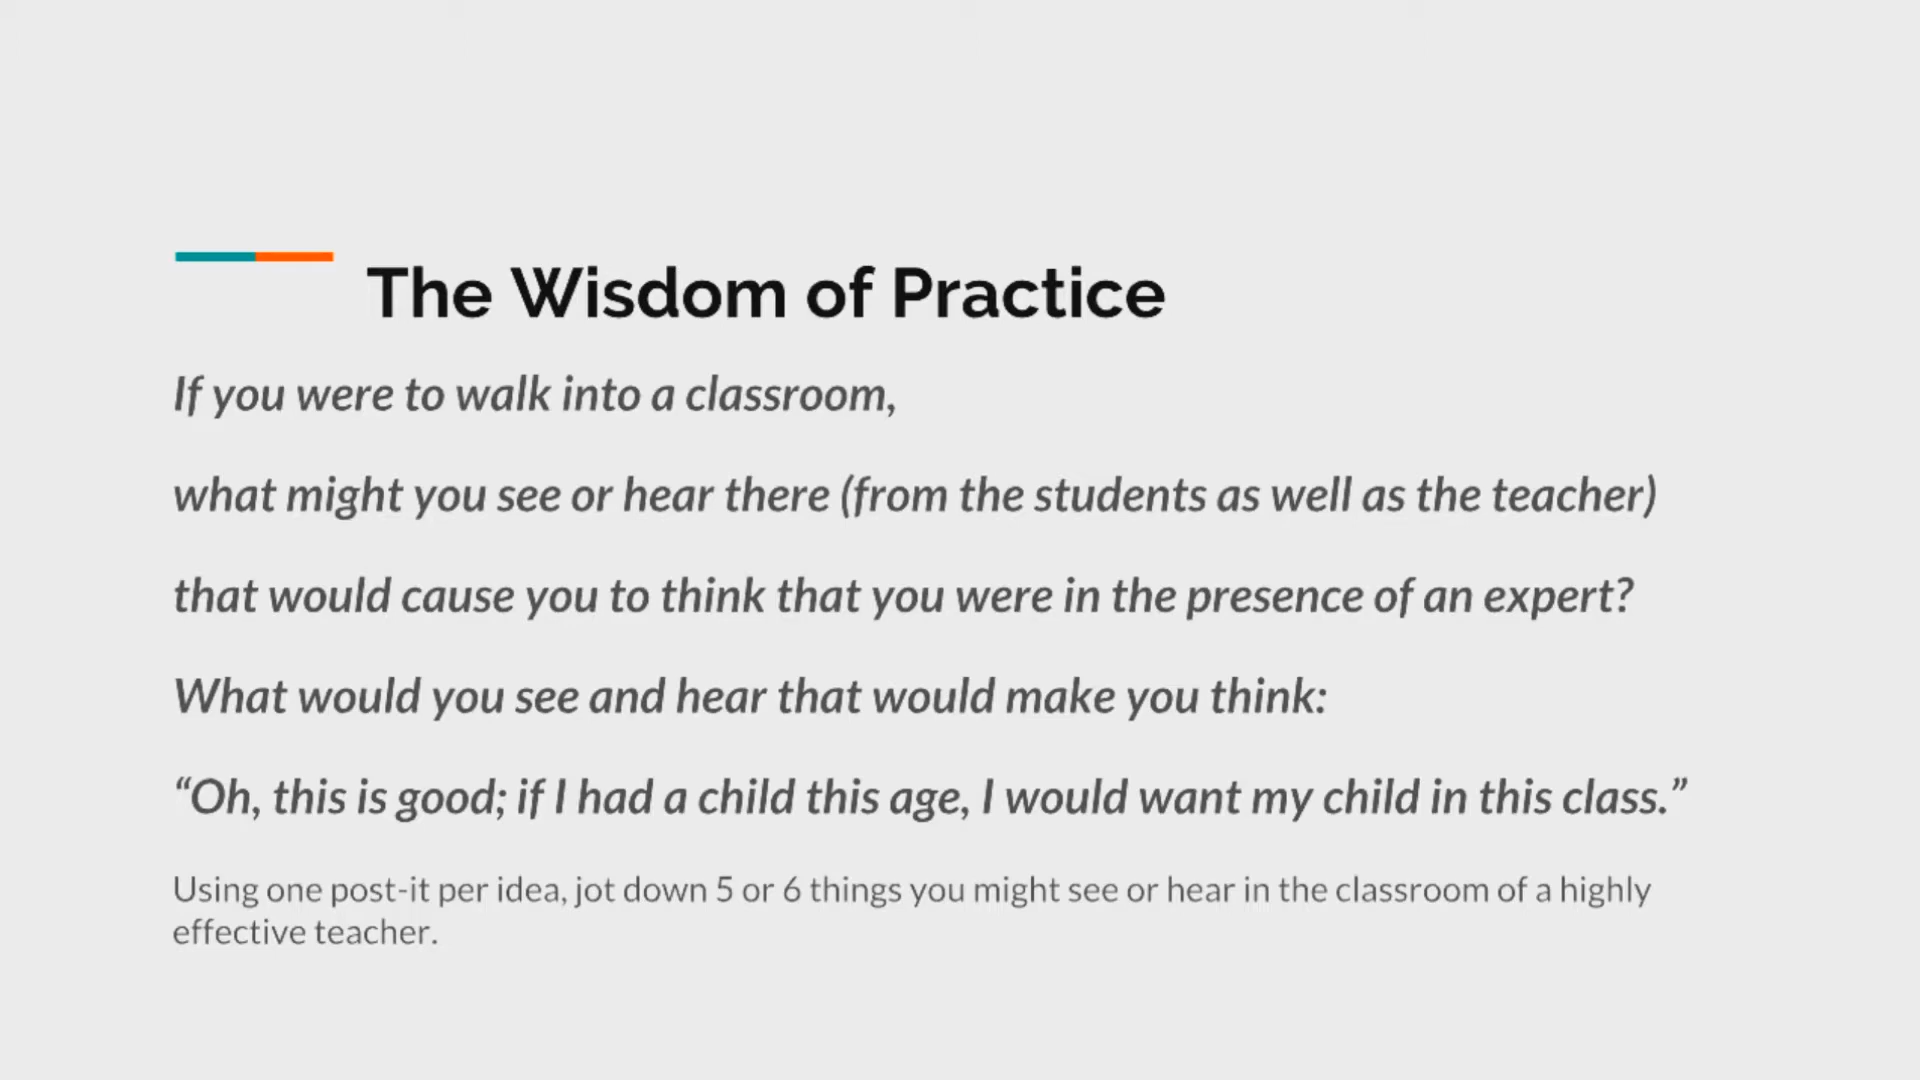 The Wisdom of Practice
If you were to walk into a classroom,
what might you see or hear there (from the students as well as the teacher)
that would cause you to think that you were in the presence of an expert?
What would you see and hear that would make you think:
“Oh, this is good; if I had a child this age, I would want my child in this class.”
Using one post-it per idea, jot down 5 or 6 things you might see or hear in the classroom of a highly
effective teacher.